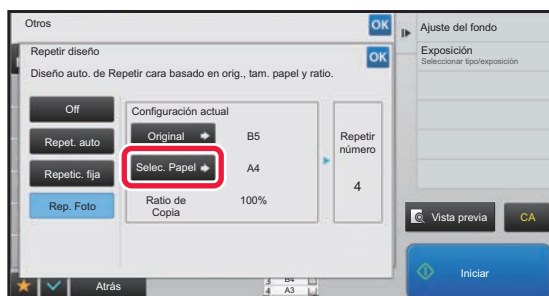 Otros
OK
Repetir diseño
OK
Diseño auto. de Repetir cara basado en orig., tam. papel y ratio.
Off
Repet. auto
Repetic. fija
Rep. Foto
Configuración actual
Original
B5
Selec. Papel
A4
Ratio de
Copia
100%
Repetir
número
4
Ajuste del fondo
Exposición
Seleccionar tipo/exposición
Vista previa
CA
Iniciar
Atrás
3 B4
4 A3